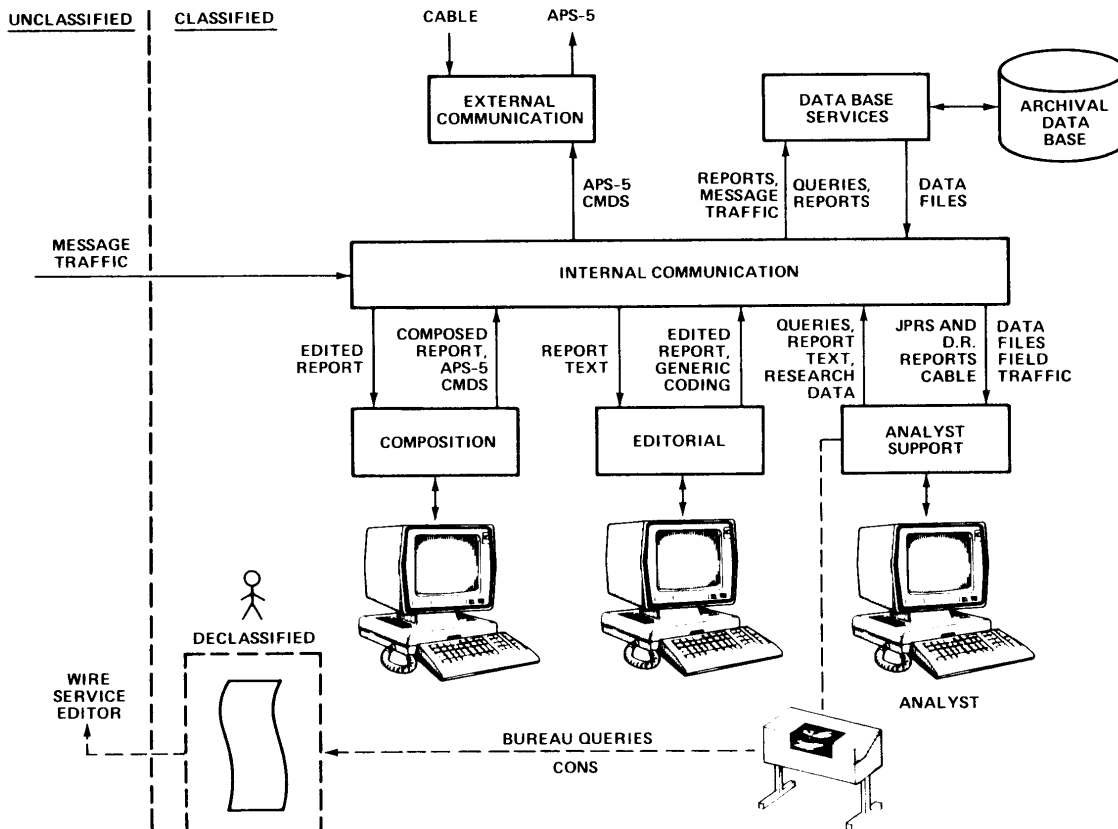 UNCLASSIFIED
CLASSIFIED
CABLE
APS-5
EXTERNAL
COMMUNICATION
DATA BASE
SERVICES
ARCHIVAL
DATA
BASE
APS-5
CMDS
REPORTS,
MESSAGE
TRAFFIC
QUERIES,
REPORTS
DATA
FILES
MESSAGE
TRAFFIC
INTERNAL COMMUNICATION
EDITED
REPORT
COMPOSED
REPORT,
APS-5
CMDS
REPORT
TEXT
EDITED
REPORT,
GENERIC
CODING
QUERIES,
REPORT
TEXT,
RESEARCH
DATA
JPRS AND
D.R.
REPORTS
CABLE
DATA
FILES
FIELD
TRAFFIC
COMPOSITION
EDITORIAL
ANALYST
SUPPORT
DECLASSIFIED
WIRE
SERVICE
EDITOR
ANALYST
BUREAU QUERIES
CONS